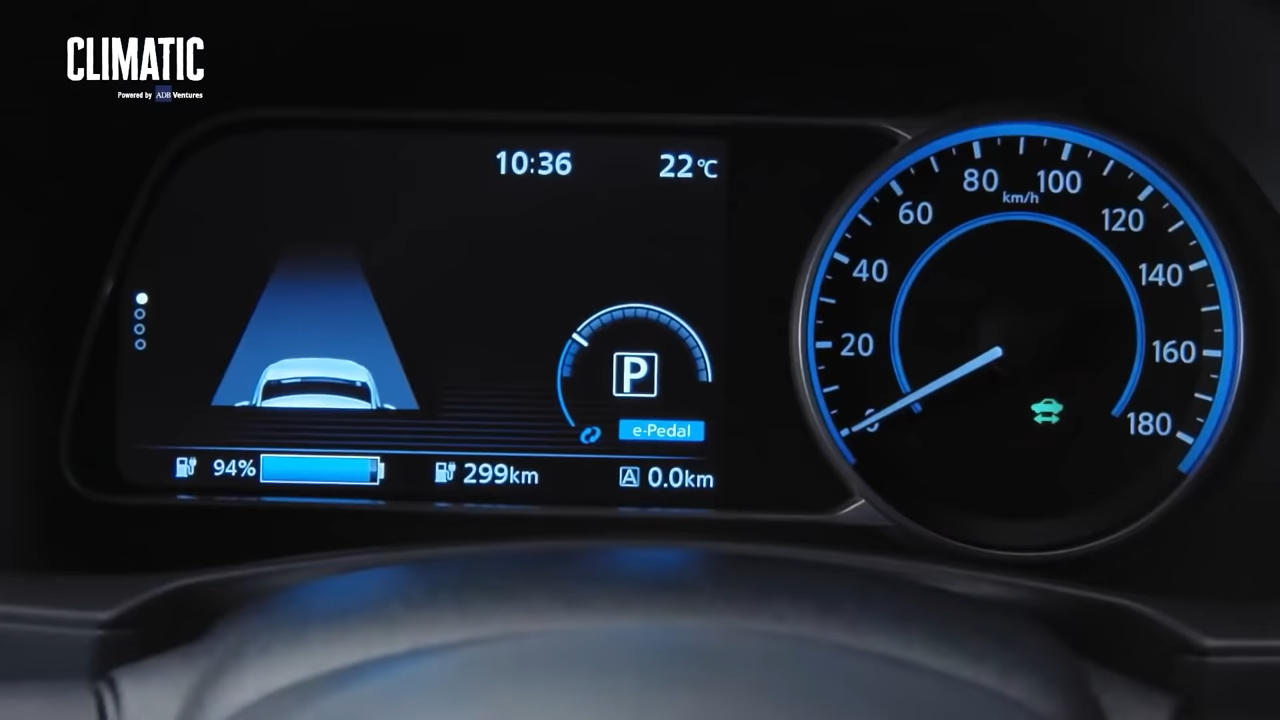 CLIMATIC
Powered by ADB Ventures
10:36 22°C
80 100
km/h
60 120
40 140
20 160
0 180
P
e-Pedal
94% 299km A 0.0km